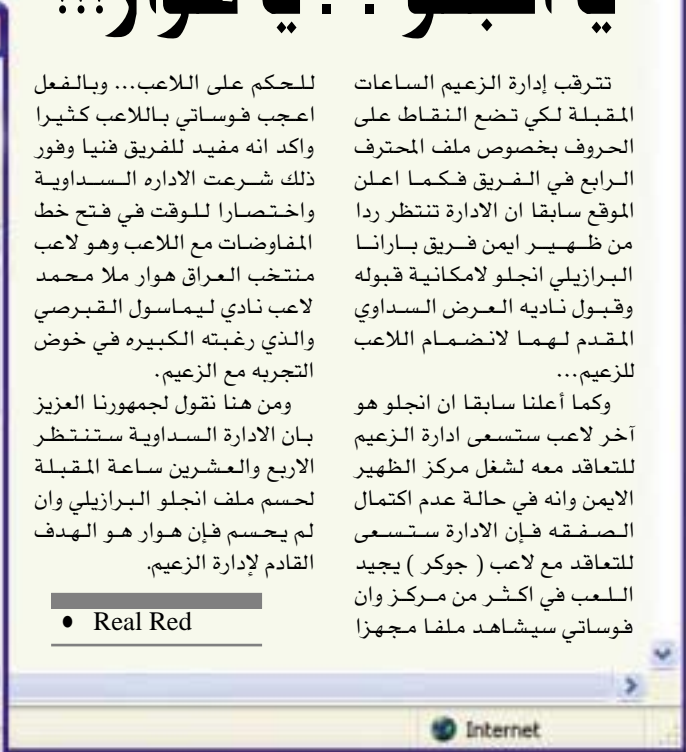 يا انجلو . . يا هوار...!!!
تترقب إدارة الزعيم الساعات
المقبلة لكي تضع النقاط على
الحروف بخصوص ملف المحترف
الرابع في الفريق فكما اعلن
الموقع سابقا ان الادارة تنتظر ردا
من ظهير ايمن فريق بارانا
البرازيلي انجلو لامكانية قبوله
وقبول ناديه العرض السداوي
المقدم لهما لانضمام اللاعب
للزعيم...
وكما أعلنا سابقا ان انجلو هو
آخر لاعب ستسعى ادارة الزعيم
للتعاقد معه لشغل مركز الظهير
الايمن وانه في حالة عدم اكتمال
الصفقه فإن الادارة ستسعى
للتعاقد مع لاعب ( جوكر ) يجيد
اللعب في اكثر من مركز وان
فوساتي سيشاهد ملفا مجهزا
للحكم على اللاعب... وبالفعل
اعجب فوساتي باللاعب كثيرا
واكد انه مفيد للفريق فنيا وفور
ذلك شرعت الاداره السداوية
واختصارا للوقت في فتح خط
المفاوضات مع اللاعب وهو لاعب
منتخب العراق هوار ملا محمد
لاعب نادي ليماسول القبرصي
والذي رغبته الكبيره في خوض
التجربه مع الزعيم.
ومن هنا نقول لجمهورنا العزيز
بان الادارة السداوية ستنتظر
الاربع والعشرين ساعة المقبلة
لحسم ملف انجلو البرازيلي وان
لم يحسم فإن هوار هو الهدف
القادم لإدارة الزعيم.
• Real Red
Internet